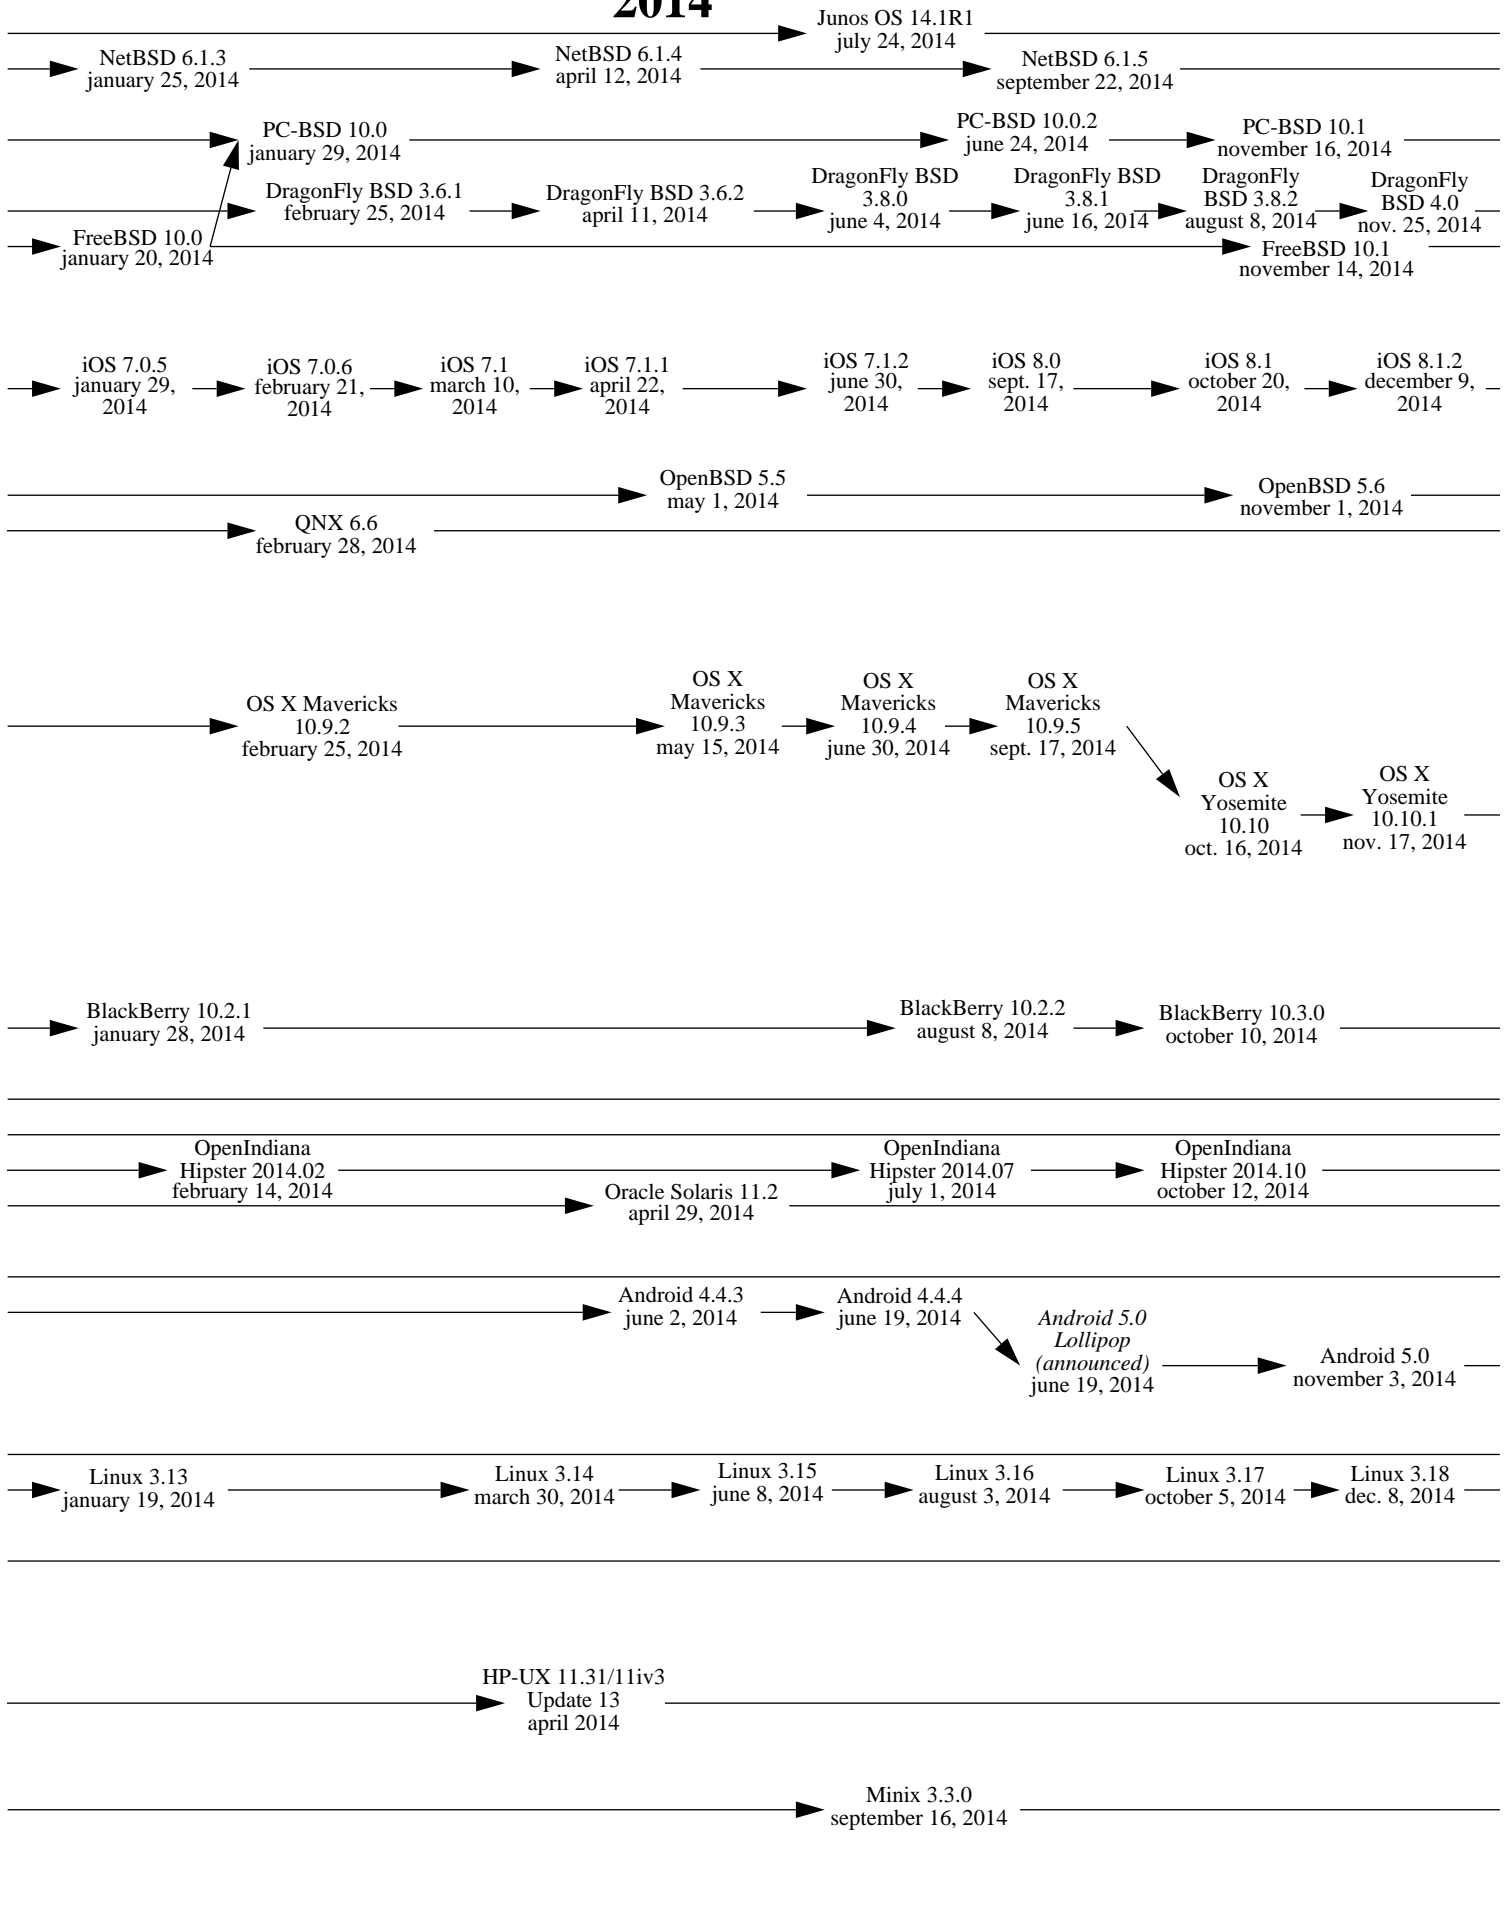 2014
Junos OS 14.1R1
july 24, 2014
NetBSD 6.1.3
january 25, 2014
NetBSD 6.1.4
april 12, 2014
NetBSD 6.1.5
september 22, 2014
PC-BSD 10.0
january 29, 2014
PC-BSD 10.0.2
june 24, 2014
PC-BSD 10.1
november 16, 2014
DragonFly BSD 3.6.1
february 25, 2014
DragonFly BSD 3.6.2
april 11, 2014
DragonFly BSD
3.8.0
june 4, 2014
DragonFly BSD
3.8.1
june 16, 2014
DragonFly
BSD 3.8.2
august 8, 2014
DragonFly
BSD 4.0
nov. 25, 2014
FreeBSD 10.0
january 20, 2014
FreeBSD 10.1
november 14, 2014
iOS 7.0.5
january 29,
2014
iOS 7.0.6
february 21,
2014
iOS 7.1
march 10,
2014
iOS 7.1.1
april 22,
2014
iOS 7.1.2
june 30,
2014
iOS 8.0
sept. 17,
2014
iOS 8.1
october 20,
2014
iOS 8.1.2
december 9,
2014
OpenBSD 5.5
may 1, 2014
OpenBSD 5.6
november 1, 2014
QNX 6.6
february 28, 2014
OS X Mavericks
10.9.2
february 25, 2014
OS X
Mavericks
10.9.3
may 15, 2014
OS X
Mavericks
10.9.4
june 30, 2014
OS X
Mavericks
10.9.5
sept. 17, 2014
OS X
Yosemite
10.10
oct. 16, 2014
OS X
Yosemite
10.10.1
nov. 17, 2014
BlackBerry 10.2.1
january 28, 2014
BlackBerry 10.2.2
august 8, 2014
BlackBerry 10.3.0
october 10, 2014
OpenIndiana
Hipster 2014.02
february 14, 2014
OpenIndiana
Hipster 2014.07
july 1, 2014
OpenIndiana
Hipster 2014.10
october 12, 2014
Oracle Solaris 11.2
april 29, 2014
Android 4.4.3
june 2, 2014
Android 4.4.4
june 19, 2014
Android 5.0
Lollipop
(announced)
june 19, 2014
Android 5.0
november 3, 2014
Linux 3.13
january 19, 2014
Linux 3.14
march 30, 2014
Linux 3.15
june 8, 2014
Linux 3.16
august 3, 2014
Linux 3.17
october 5, 2014
Linux 3.18
dec. 8, 2014
HP-UX 11.31/11iv3
Update 13
april 2014
Minix 3.3.0
september 16, 2014